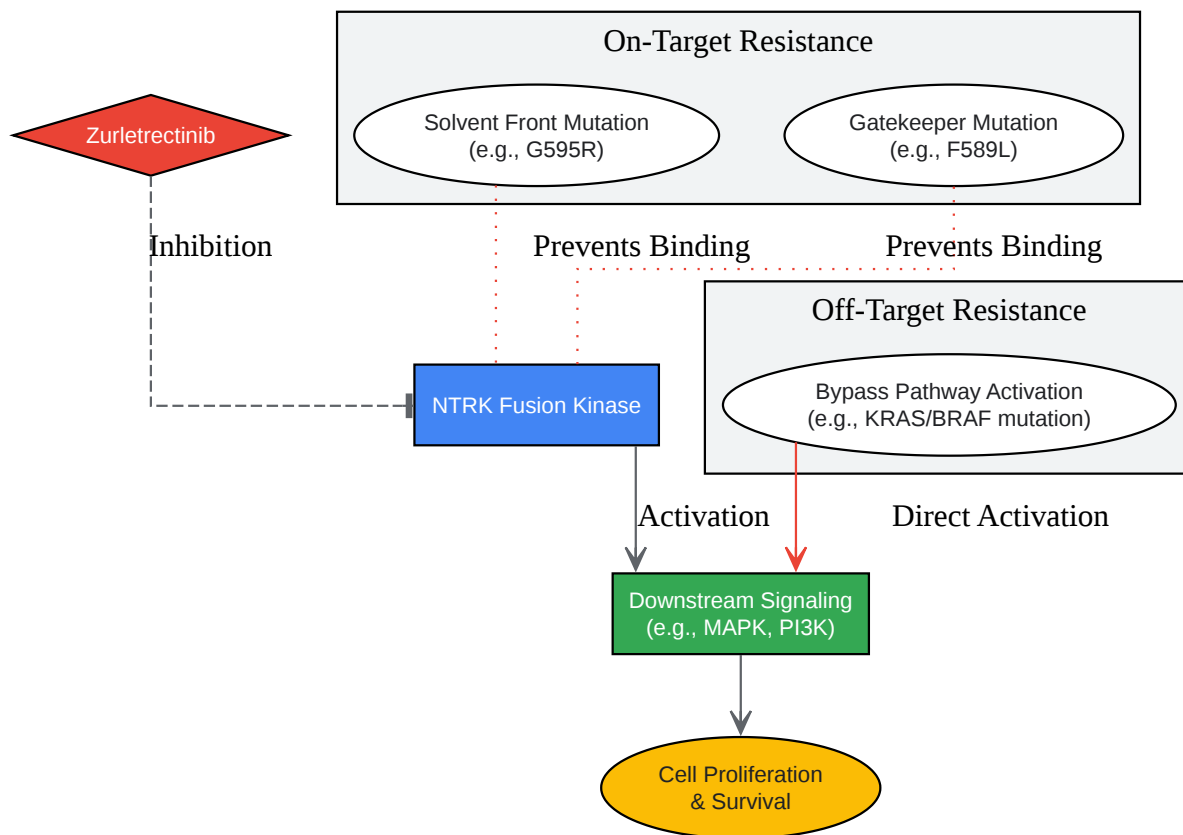 On-Target Resistance
Zurletrectinib
Solvent Front Mutation
(e.g., G595R)
Gatekeeper Mutation
(e.g., F589L)
Inhibition
Prevents Binding
Prevents Binding
Off-Target Resistance
NTRK Fusion Kinase
Bypass Pathway Activation
(e.g., KRAS/BRAF mutation)
Activation
Direct Activation
Downstream Signaling
(e.g., MAPK, PI3K)
Cell Proliferation
& Survival